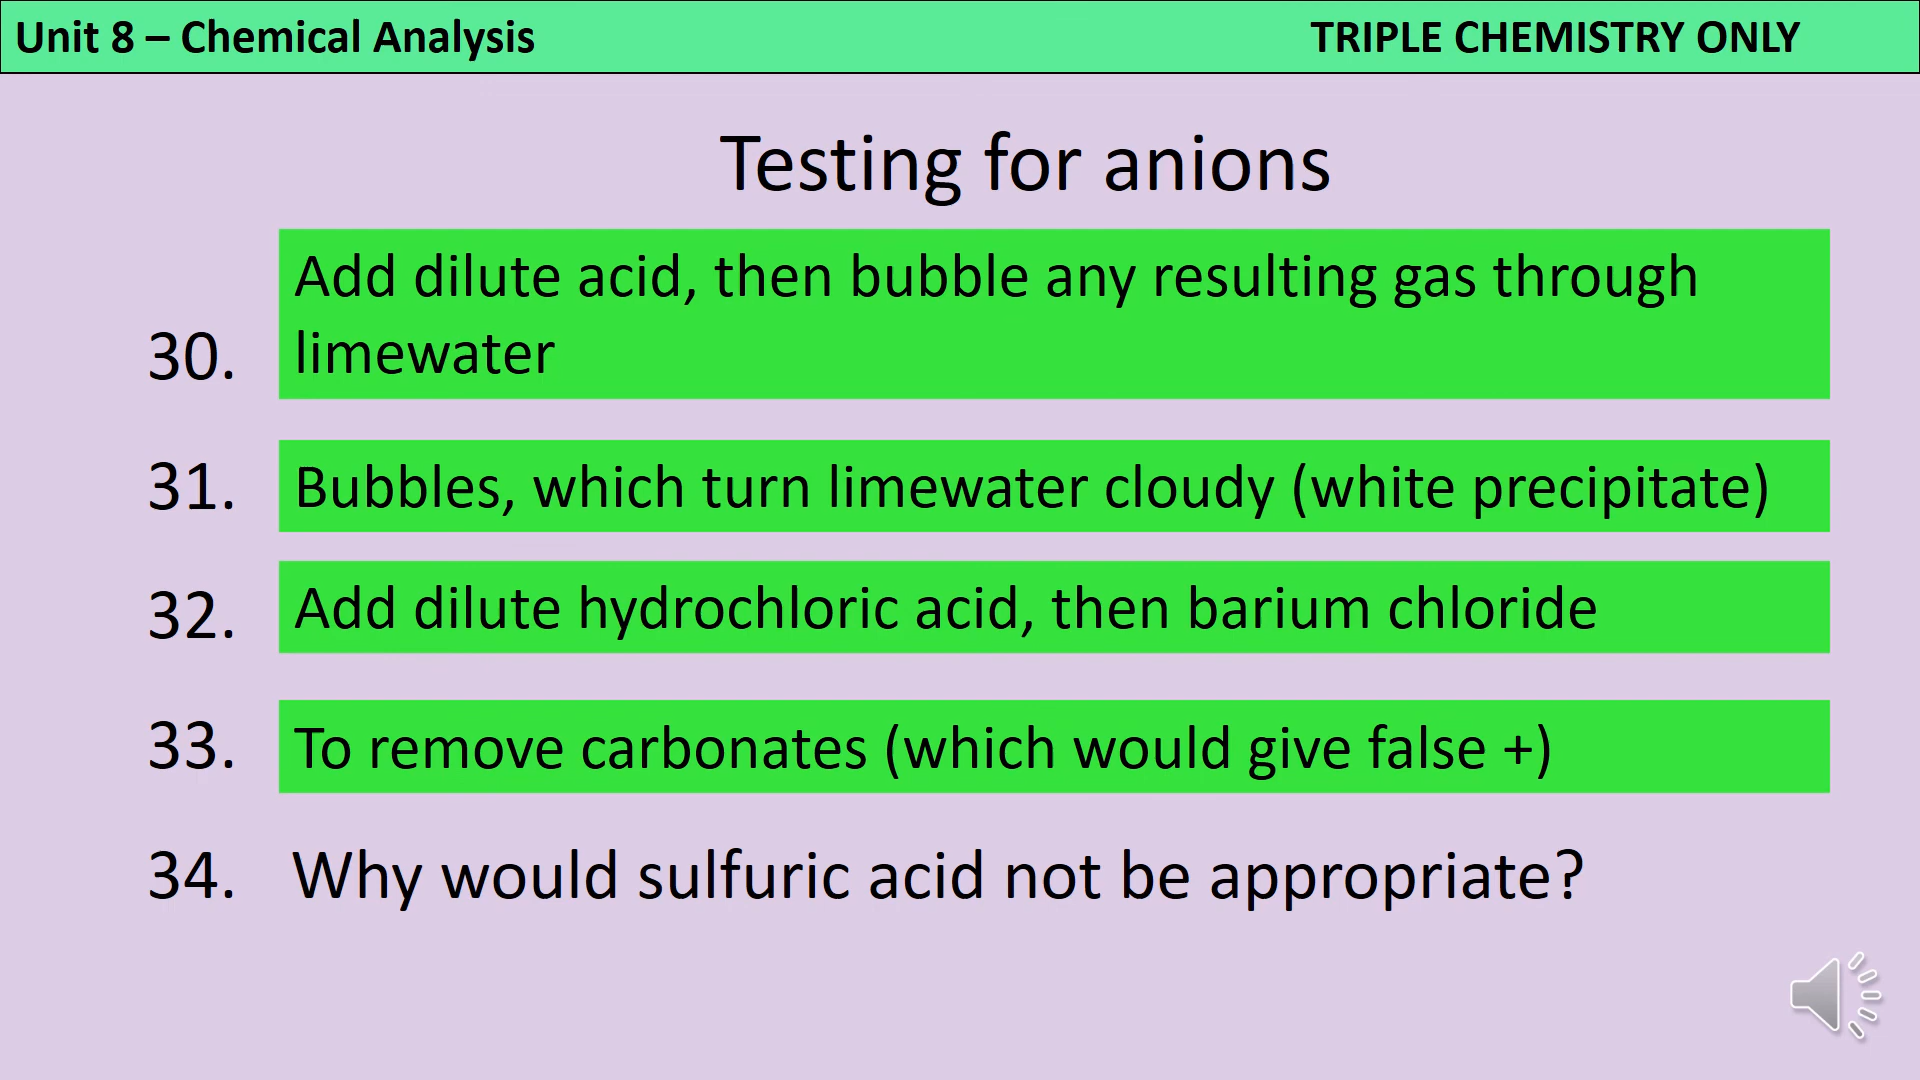 Unit 8 – Chemical Analysis TRIPLE CHEMISTRY ONLY
Testing for anions
30. Add dilute acid, then bubble any resulting gas through
limewater
31. Bubbles, which turn limewater cloudy (white precipitate)
32. Add dilute hydrochloric acid, then barium chloride
33. To remove carbonates (which would give false +)
34. Why would sulfuric acid not be appropriate?